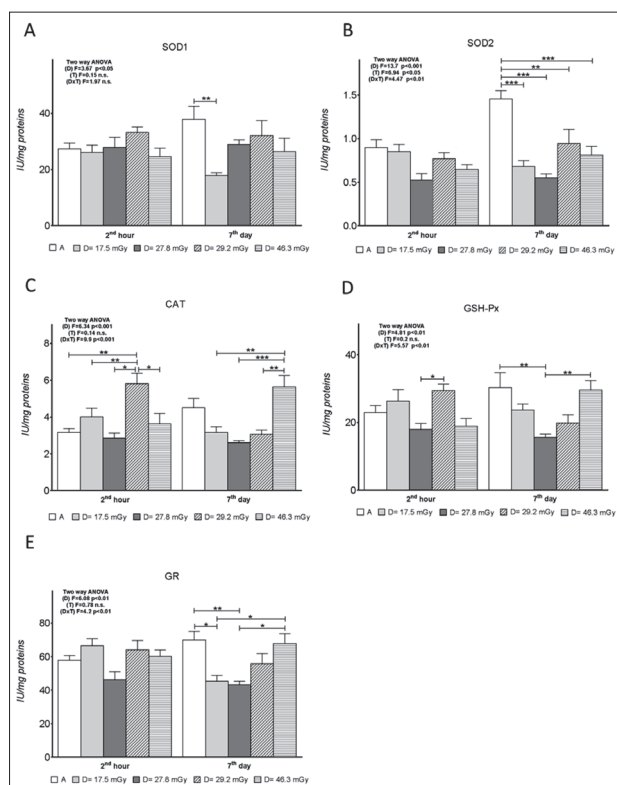 A
SOD1
Two way ANOVA
(D) F=3.67 p<0.05
(T) F=0.15 n.s.
(DxT) F=1.97 n.s.
IU/mg proteins
60
40
20
0
**
2nd hour
7th day
A D= 17.5 mGy D= 27.8 mGy D= 29.2 mGy D= 46.3 mGy
B
SOD2
Two way ANOVA
(D) F=13.7 p<0.001
(T) F=6.94 p<0.05
(DxT) F=4.47 p<0.01
IU/mg proteins
1.5
1.0
0.5
0.0
***
**
***
***
2nd hour
7th day
A D= 17.5 mGy D= 27.8 mGy D= 29.2 mGy D= 46.3 mGy
C
CAT
Two way ANOVA
(D) F=6.34 p<0.001
(T) F=0.14 n.s.
(DxT) F=9.9 p<0.001
IU/mg proteins
8
6
4
2
0
**
**
*
*
**
***
**
2nd hour
7th day
A D= 17.5 mGy D= 27.8 mGy D= 29.2 mGy D= 46.3 mGy
D
GSH-Px
Two way ANOVA
(D) F=4.81 p<0.01
(T) F=0.2 n.s.
(DxT) F=5.57 p<0.01
IU/mg proteins
40
30
20
10
0
*
**
**
2nd hour
7th day
A D= 17.5 mGy D= 27.8 mGy D= 29.2 mGy D= 46.3 mGy
E
GR
Two way ANOVA
(D) F=6.08 p<0.01
(T) F=0.78 n.s.
(DxT) F=4.2 p<0.01
IU/mg proteins
80
60
40
20
0
**
*
*
*
2nd hour
7th day
A D= 17.5 mGy D= 27.8 mGy D= 29.2 mGy D= 46.3 mGy